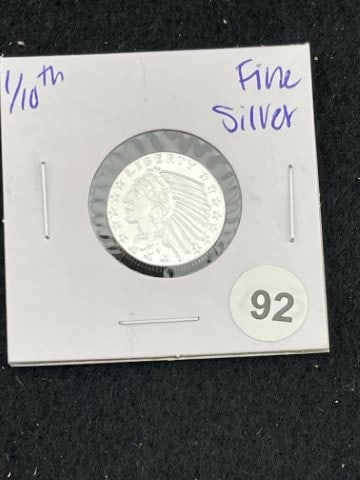 1/10th
Fine
Silver
LIBERTY
92